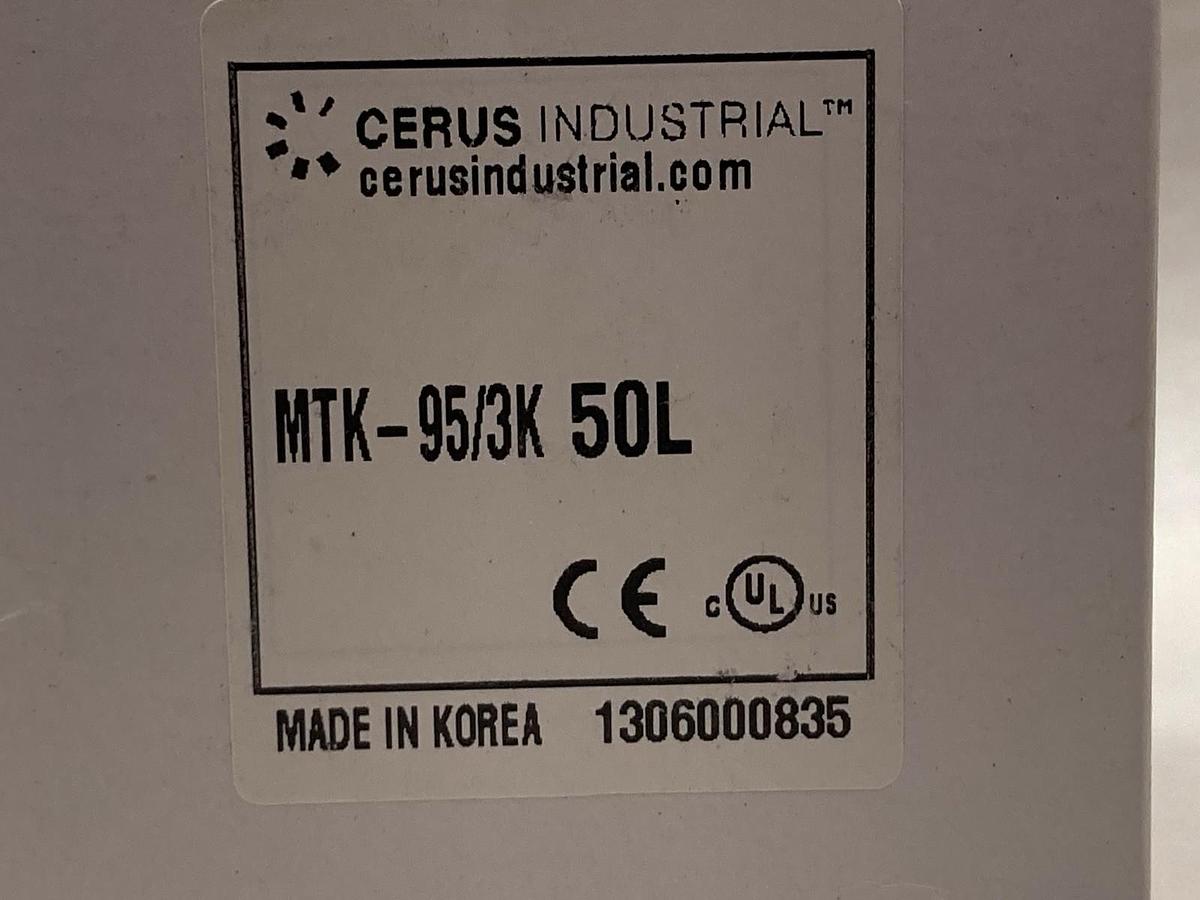 CERUS INDUSTRIAL™
cerusindustrial.com
MTK-95/3K 50L
CE c UL US
MADE IN KOREA 1306000835